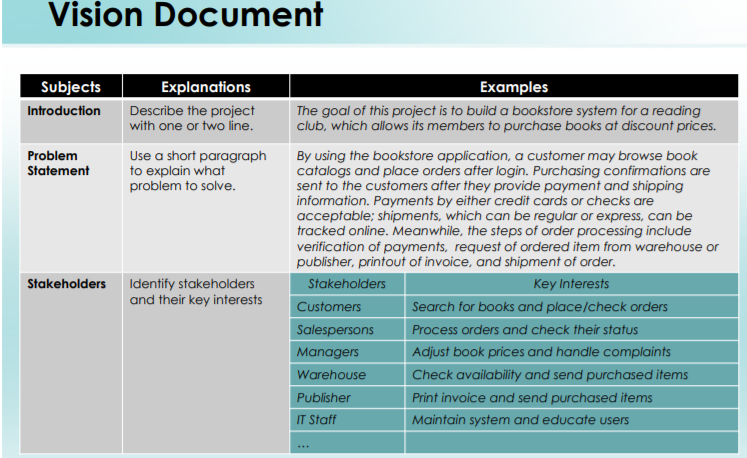 Vision Document
Subjects Explanations Examples
Introduction
Describe the project
with one or two line.
The goal of this project is to build a bookstore system for a reading
club, which allows its members to purchase books at discount prices.
Problem
Statement
Use a short paragraph
to explain what
problem to solve.
By using the bookstore application, a customer may browse book
catalogs and place orders after login. Purchasing confirmations are
sent to the customers after they provide payment and shipping
information. Payments by either credit cards or checks are
acceptable; shipments, which can be regular or express, can be
tracked online. Meanwhile, the steps of order processing include
verification of payments, request of ordered item from warehouse or
publisher, printout of invoice, and shipment of order.
Stakeholders
Identify stakeholders
and their key interests
Stakeholders Key Interests
Customers Search for books and place/check orders
Salespersons Process orders and check their status
Managers Adjust book prices and handle complaints
Warehouse Check availability and send purchased items
Publisher Print invoice and send purchased items
IT Staff Maintain system and educate users
...